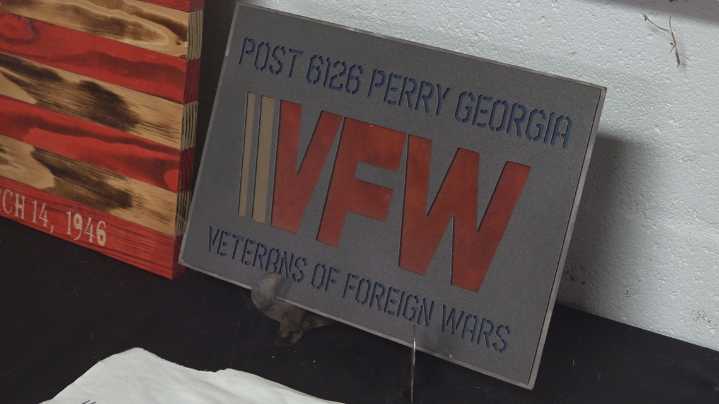 POST 6126 PERRY GEORGIA
VFW
VETERANS OF FOREIGN WARS
CH 14, 1946